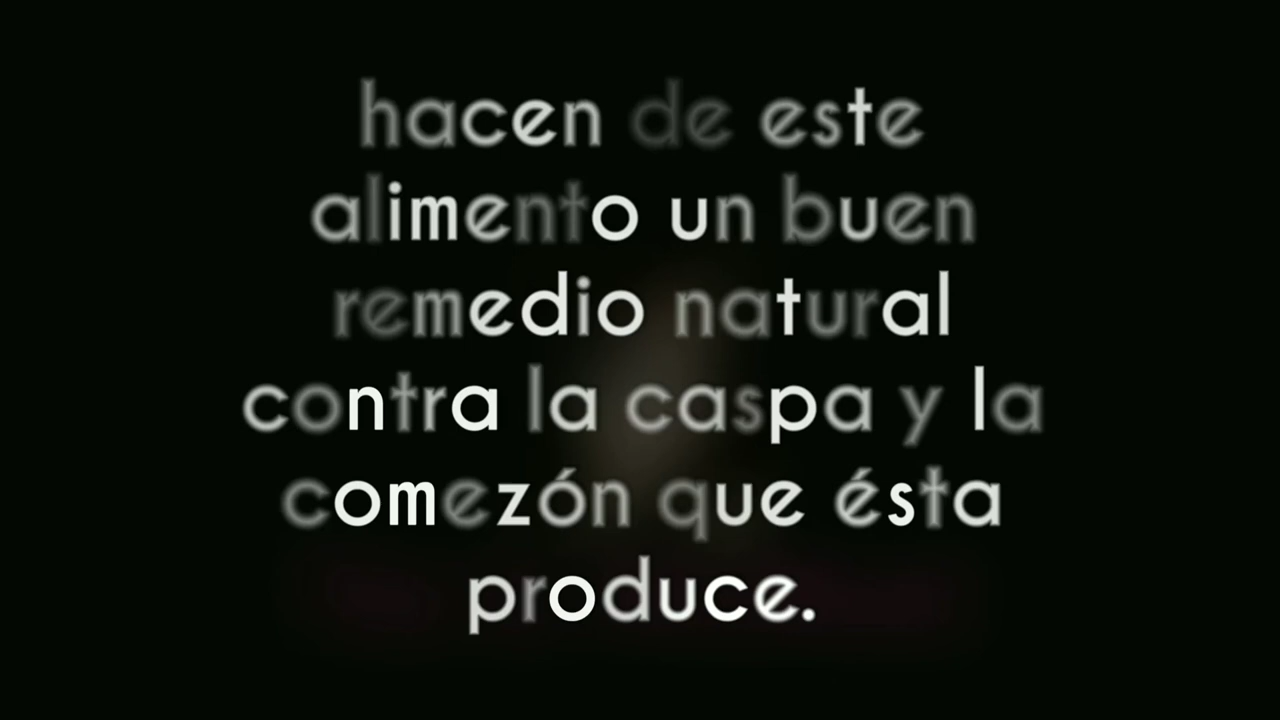 hacen de este
alimento un buen
remedio natural
contra la caspa y la
comezón que ésta
produce.